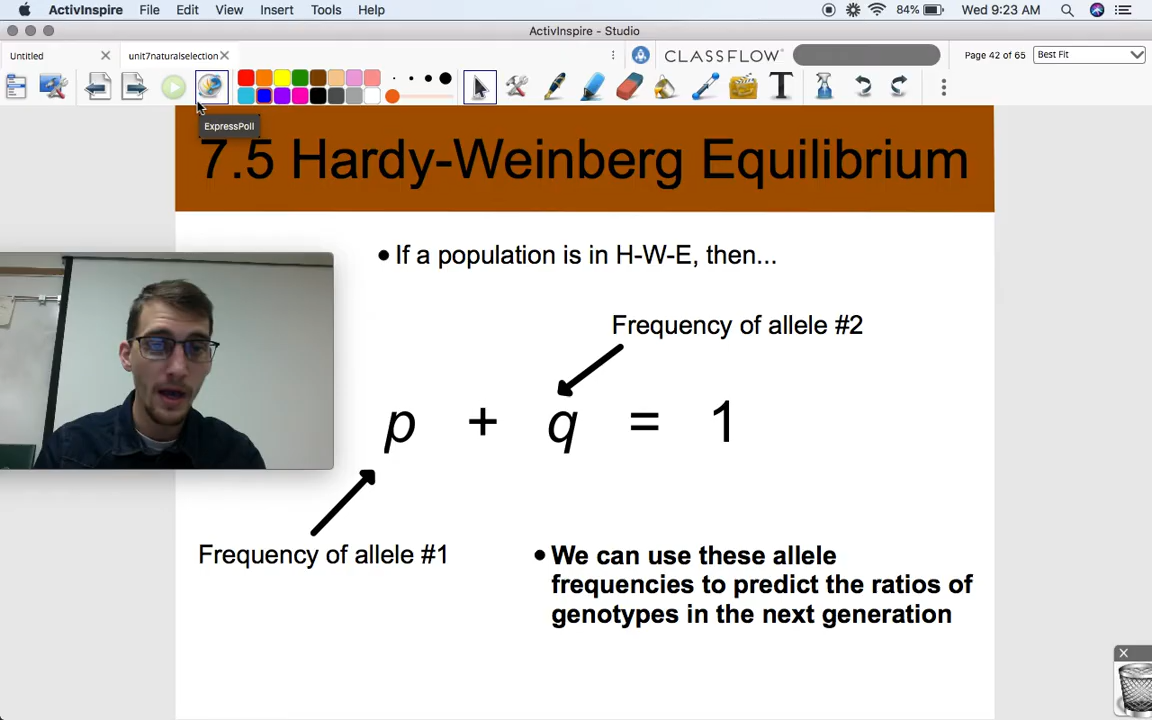 ActivInspire File Edit View Insert Tools Help 84% Wed 9:23 AM
ActivInspire - Studio
Untitled unit7naturalselection CLASSFLOW Page 42 of 65 Best Fit
ExpressPoll
7.5 Hardy-Weinberg Equilibrium
• If a population is in H-W-E, then...
Frequency of allele #2
p + q = 1
Frequency of allele #1
• We can use these allele
frequencies to predict the ratios of
genotypes in the next generation